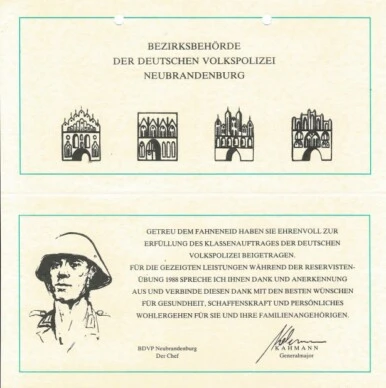 BEZIRKSBEHÖRDE
DER DEUTSCHEN VOLKSPOLIZEI
NEUBRANDENBURG
GETREU DEM FAHNENEID HABEN SIE EHRENVOLL ZUR
ERFÜLLUNG DES KLASSENAUFTRAGES DER DEUTSCHEN
VOLKSPOLIZEI BEIGETRAGEN.
FÜR DIE GEZEIGTEN LEISTUNGEN WÄHREND DER RESERVISTEN-
ÜBUNG 1988 SPRECHE ICH IHNEN DANK UND ANERKENNUNG
AUS UND VERBINDE DIESEN DANK MIT DEN BESTEN WÜNSCHEN
FÜR GESUNDHEIT, SCHAFFENSKRAFT UND PERSÖNLICHES
WOHLERGEHEN FÜR SIE UND IHRE FAMILIENANGEHÖRIGEN.
BDVP Neubrandenburg
Der Chef
KAHMANN
Generalmajor